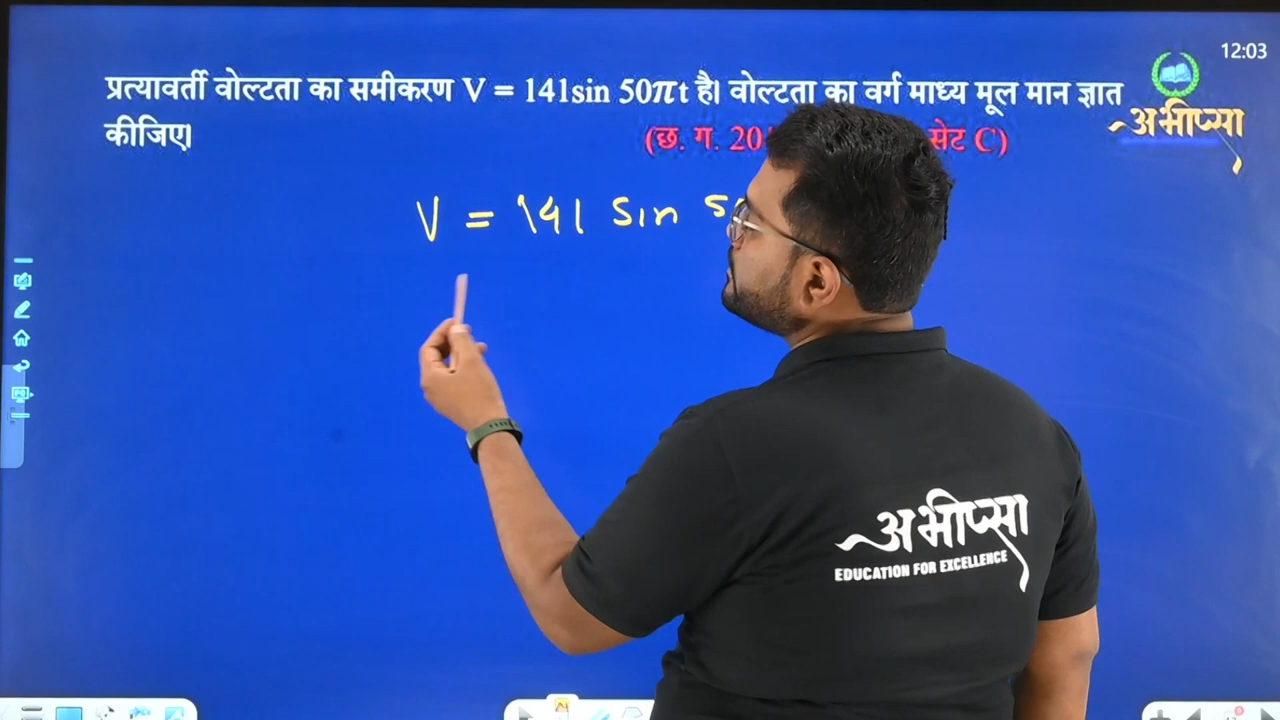 12:03
प्रत्यावर्ती वोल्टता का समीकरण V = 141sin 50πt है। वोल्टता का वर्ग माध्य मूल मान ज्ञात
कीजिए।
(छ. ग. 20 सेट C)
अभीप्सा
V = 141 sin
अभीप्सा
EDUCATION FOR EXCELLENCE